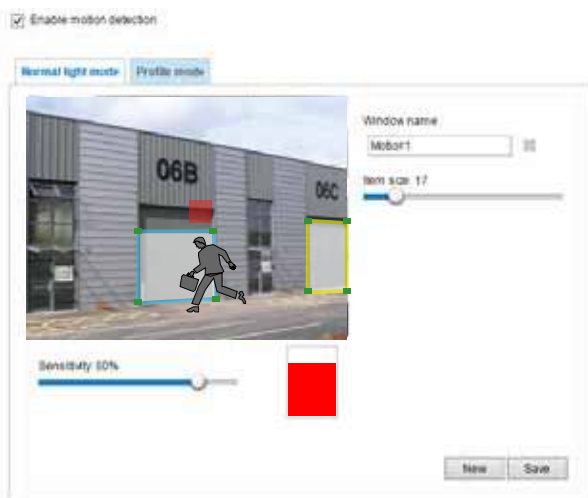 Enable motion detection
Normal light mode
Profile mode
Window name
Motion1
Item size 17
06B
06C
Sensitivity 80%
New
Save